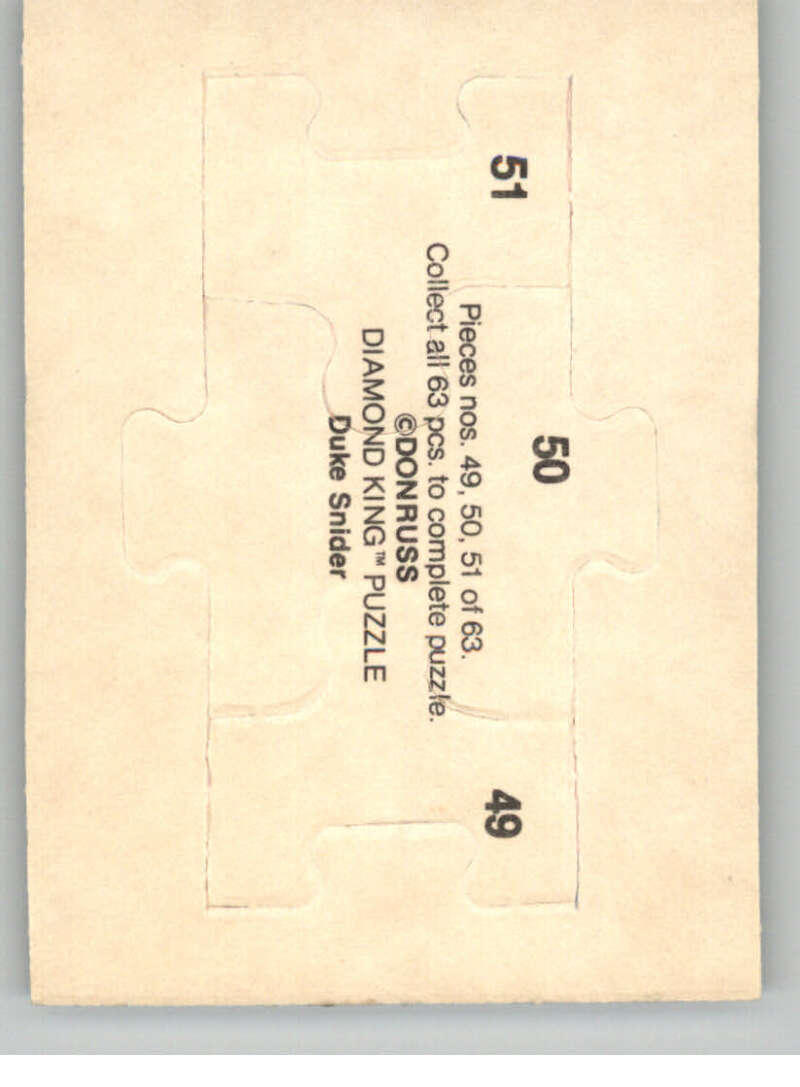 51
50
49
Pieces nos. 49, 50, 51 of 63.
Collect all 63 pcs. to complete puzzle.
©DONRUSS
DIAMOND KING™ PUZZLE
Duke Snider